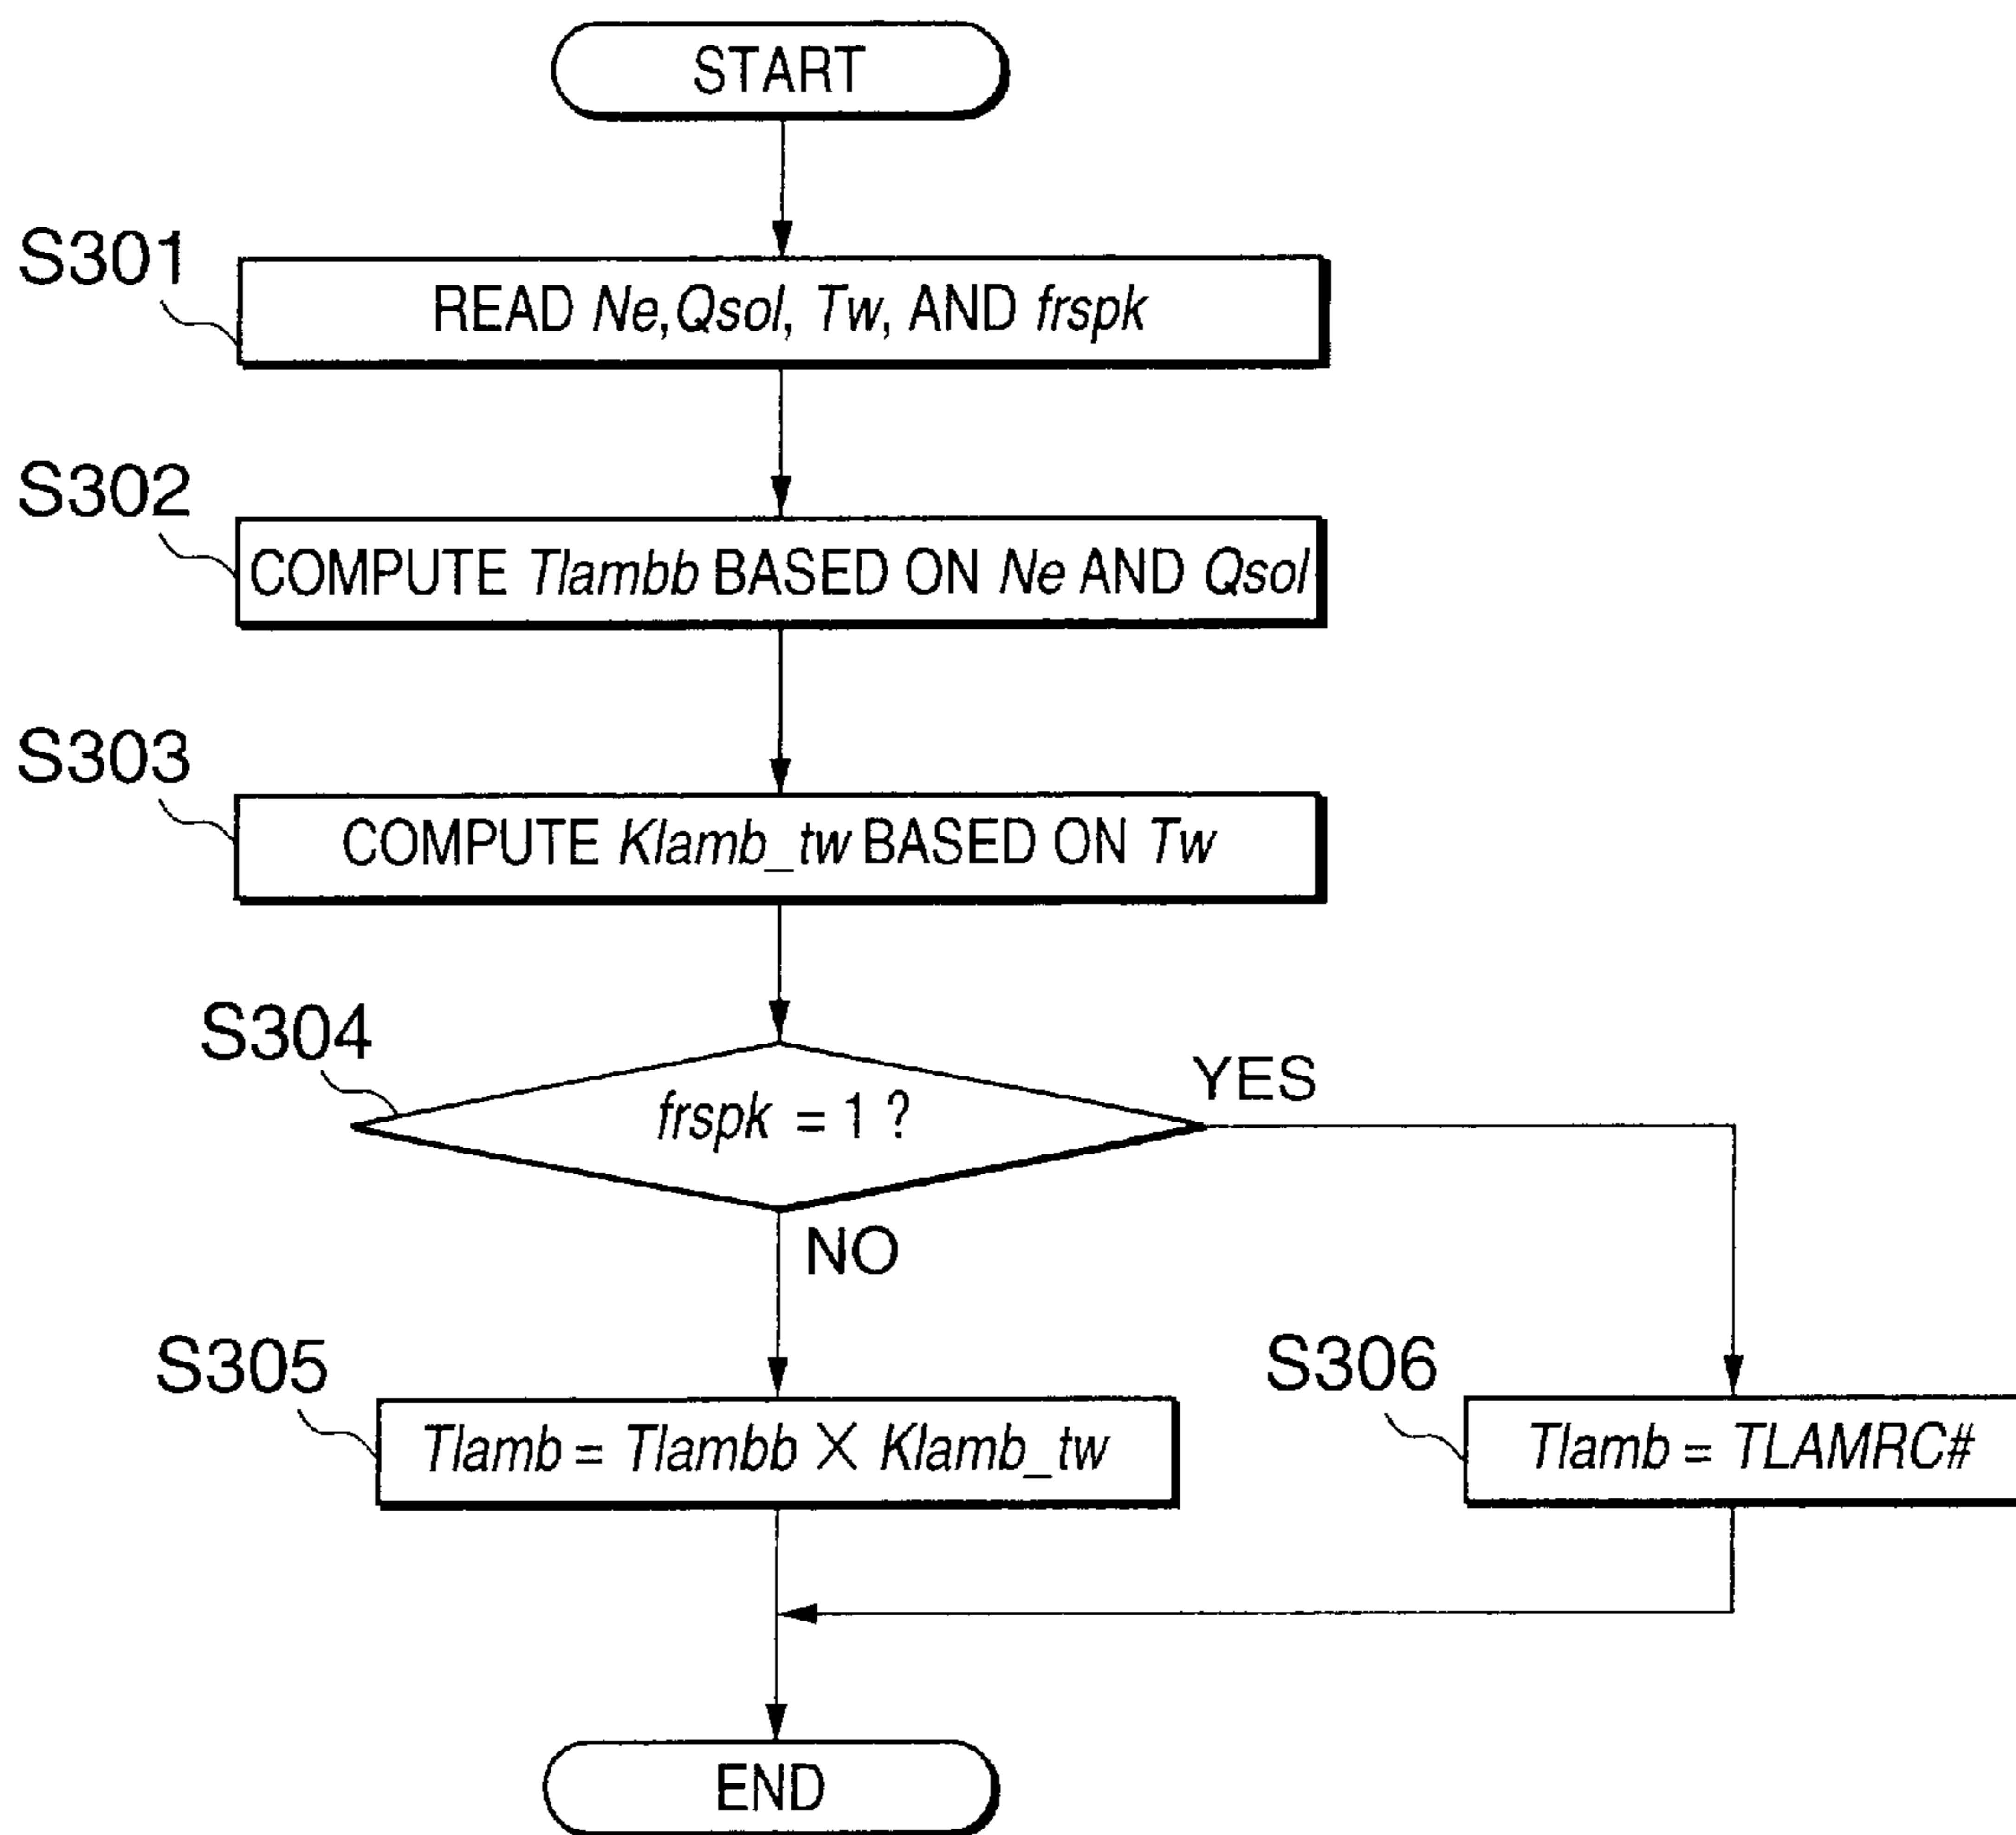 START
S301
READ Ne,Qsol, Tw, AND frspk
S302
COMPUTE Tlambb BASED ON Ne AND Qsol
S303
COMPUTE Klamb_tw BASED ON Tw
S304
frspk = 1 ?
YES
NO
S305
Tlamb = Tlambb X Klamb_tw
S306
Tlamb = TLAMRC#
END